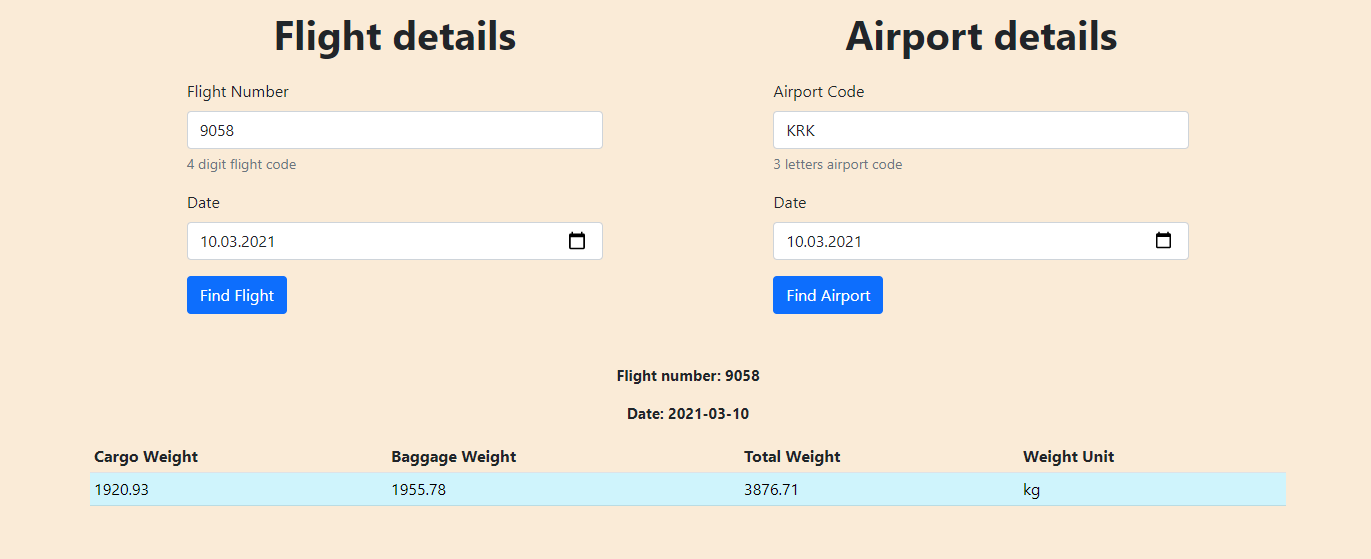 Flight details
Flight Number
9058
4 digit flight code
Date
10.03.2021
Find Flight
Airport details
Airport Code
KRK
3 letters airport code
Date
10.03.2021
Find Airport
Flight number: 9058
Date: 2021-03-10
Cargo Weight Baggage Weight Total Weight Weight Unit
1920.93 1955.78 3876.71 kg